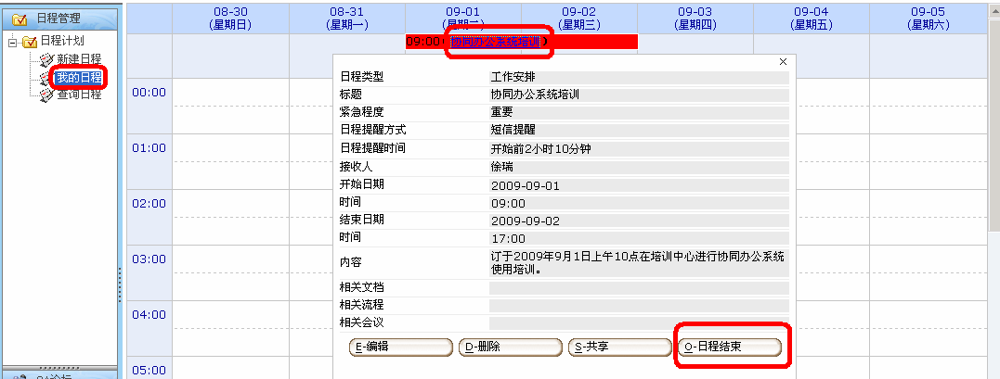 日程管理
日程计划
新建日程
我的日程
查询日程
08-30
(星期日)
08-31
(星期一)
09-01
(星期二)
09-02
(星期三)
09-03
(星期四)
09-04
(星期五)
09-05
(星期六)
09:00(协同办公系统培训)
00:00
01:00
02:00
03:00
04:00
05:00
×
日程类型 工作安排
标题 协同办公系统培训
紧急程度 重要
日程提醒方式 短信提醒
日程提醒时间 开始前2小时10分钟
接收人 徐瑞
开始日期 2009-09-01
时间 09:00
结束日期 2009-09-02
时间 17:00
内容 订于2009年9月1日上午10点在培训中心进行协同办公系统
使用培训。
相关文档
相关流程
相关会议
E-编辑 D-删除 S-共享 O-日程结束